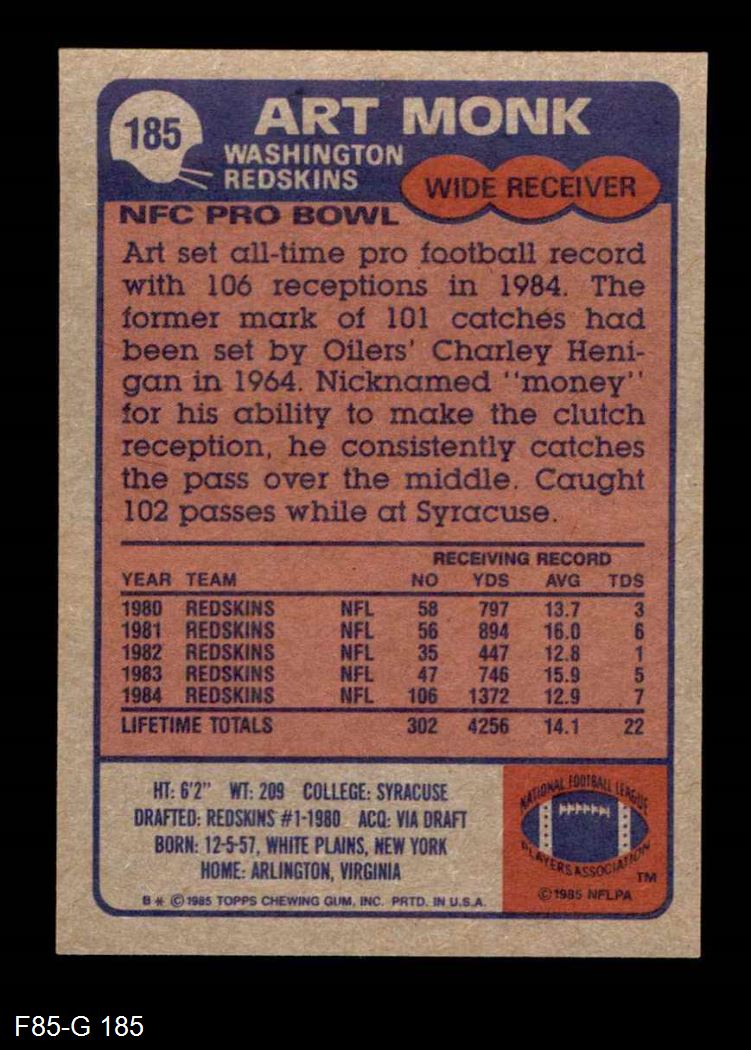 185
ART MONK
WASHINGTON
REDSKINS
WIDE RECEIVER
NFC PRO BOWL
Art set all-time pro football record
with 106 receptions in 1984. The
former mark of 101 catches had
been set by Oilers' Charley Heni-
gan in 1964. Nicknamed "money"
for his ability to make the clutch
reception, he consistently catches
the pass over the middle. Caught
102 passes while at Syracuse.
RECEIVING RECORD
YEAR TEAM NO YDS AVG TDS
1980 REDSKINS NFL 58 797 13.7 3
1981 REDSKINS NFL 56 894 16.0 6
1982 REDSKINS NFL 35 447 12.8 1
1983 REDSKINS NFL 47 746 15.9 5
1984 REDSKINS NFL 106 1372 12.9 7
LIFETIME TOTALS 302 4256 14.1 22
HT: 6'2" WT: 209 COLLEGE: SYRACUSE
DRAFTED: REDSKINS #1-1980 ACQ: VIA DRAFT
BORN: 12-5-57, WHITE PLAINS, NEW YORK
HOME: ARLINGTON, VIRGINIA
B * © 1985 TOPPS CHEWING GUM, INC. PRTD. IN U.S.A.
NATIONAL FOOTBALL LEAGUE
PLAYERS ASSOCIATION
TM
© 1985 NFLPA
F85-G 185